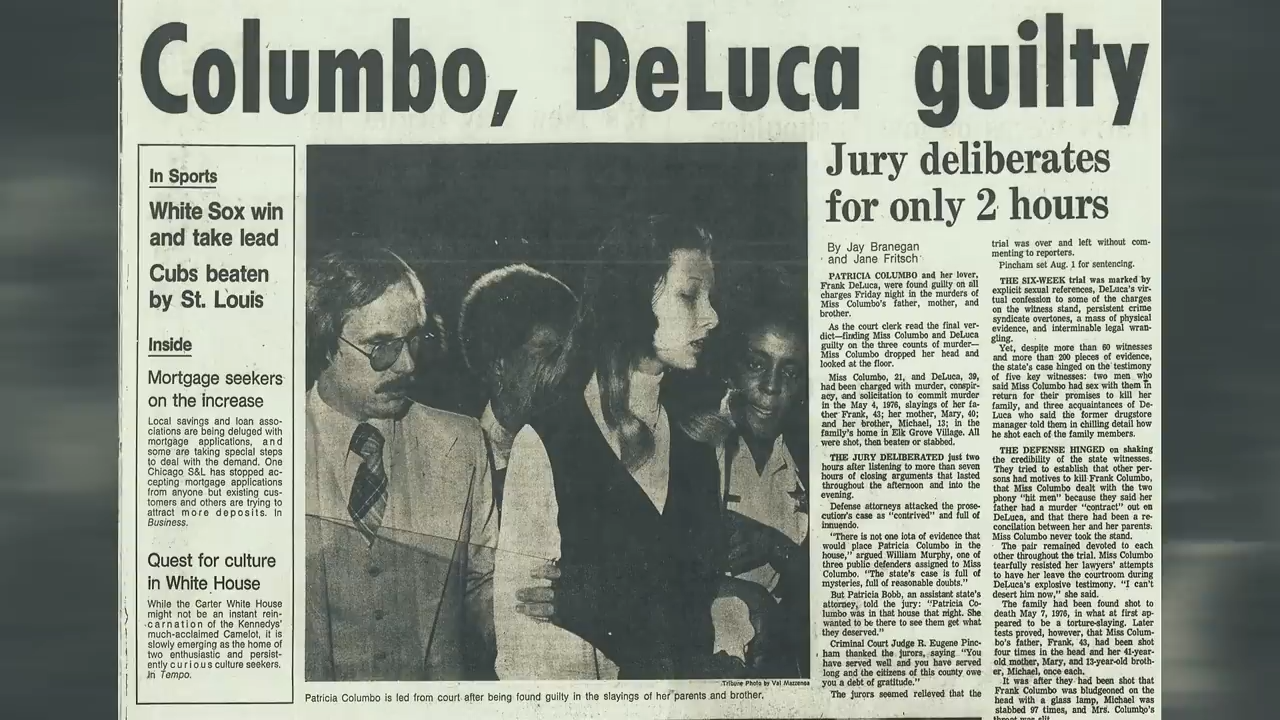 Columbo, DeLuca guilty
In Sports
White Sox win
and take lead
Cubs beaten
by St. Louis
Inside
Mortgage seekers
on the increase
Local savings and loan asso-
ciations are being deluged with
mortgage applications, and
some are taking special steps
to deal with the demand. One
Chicago S&L has stopped ac-
cepting mortgage applications
from anyone but existing cus-
tomers and others are trying to
attract more deposits. In
Business.
Quest for culture
in White House
While the Carter White House
might not be an instant rein-
carnation of the Kennedys'
much-acclaimed Camelot, it is
slowly emerging as the home of
two enthusiastic and persist-
ently curious culture seekers.
In Tempo.
Tribune Photo by Val Mazzenga
Patricia Columbo is led from court after being found guilty in the slayings of her parents and brother.
Jury deliberates
for only 2 hours
By Jay Branegan
and Jane Fritsch
PATRICIA COLUMBO and her lover,
Frank DeLuca, were found guilty on all
charges Friday night in the murders of
Miss Columbo's father, mother, and
brother.
As the court clerk read the final ver-
dict—finding Miss Columbo and DeLuca
guilty on the three counts of murder—
Miss Columbo dropped her head and
looked at the floor.
Miss Columbo, 21, and DeLuca, 39,
had been charged with murder, conspir-
acy, and solicitation to commit murder
in the May 4, 1976, slayings of her fa-
ther Frank, 43; her mother, Mary, 40;
and her brother, Michael, 13; in the
family's home in Elk Grove Village. All
were shot, then beaten or stabbed.
THE JURY DELIBERATED just two
hours after listening to more than seven
hours of closing arguments that lasted
throughout the afternoon and into the
evening.
Defense attorneys attacked the prose-
cution's case as "contrived" and full of
innuendo.
"There is not one iota of evidence that
would place Patricia Columbo in the
house," argued William Murphy, one of
three public defenders assigned to Miss
Columbo. "The state's case is full of
mysteries, full of reasonable doubts."
But Patricia Bobb, an assistant state's
attorney, told the jury: "Patricia Co-
lumbo was in that house that night. She
wanted to be there to see them get what
they deserved."
Criminal Court Judge R. Eugene Pinc-
ham thanked the jurors, saying "You
have served well and you have served
long and the citizens of this county owe
you a debt of gratitude."
The jurors seemed relieved that the
trial was over and left without com-
menting to reporters.
Pincham set Aug. 1 for sentencing.
THE SIX-WEEK trial was marked by
explicit sexual references, DeLuca's vir-
tual confession to some of the charges
on the witness stand, persistent crime
syndicate overtones, a mass of physical
evidence, and interminable legal wran-
gling.
Yet, despite more than 60 witnesses
and more than 200 pieces of evidence,
the state's case hinged on the testimony
of five key witnesses: two men who
said Miss Columbo had sex with them in
return for their promises to kill her
family, and three acquaintances of De-
Luca who said the former drugstore
manager told them in chilling detail how
he shot each of the family members.
THE DEFENSE HINGED on shaking
the credibility of the state witnesses.
They tried to establish that other per-
sons had motives to kill Frank Columbo,
that Miss Columbo dealt with the two
phony "hit men" because they said her
father had a murder "contract" out on
DeLuca, and that there had been a re-
conciliation between her and her parents.
Miss Columbo never took the stand.
The pair remained devoted to each
other throughout the trial. Miss Columbo
tearfully resisted her lawyers' attempts
to have her leave the courtroom during
DeLuca's explosive testimony. "I can't
desert him now," she said.
The family had been found shot to
death May 7, 1976, in what at first ap-
peared to be a torture-slaying. Later
tests proved, however, that Miss Colum-
bo's father, Frank, 43, had been shot
four times in the head and her 41-year-
old mother, Mary, and 13-year-old broth-
er, Michael, once each.
It was after they had been shot that
Frank Columbo was bludgeoned on the
head with a glass lamp, Michael was
stabbed 97 times, and Mrs. Columbo's
throat was slit.